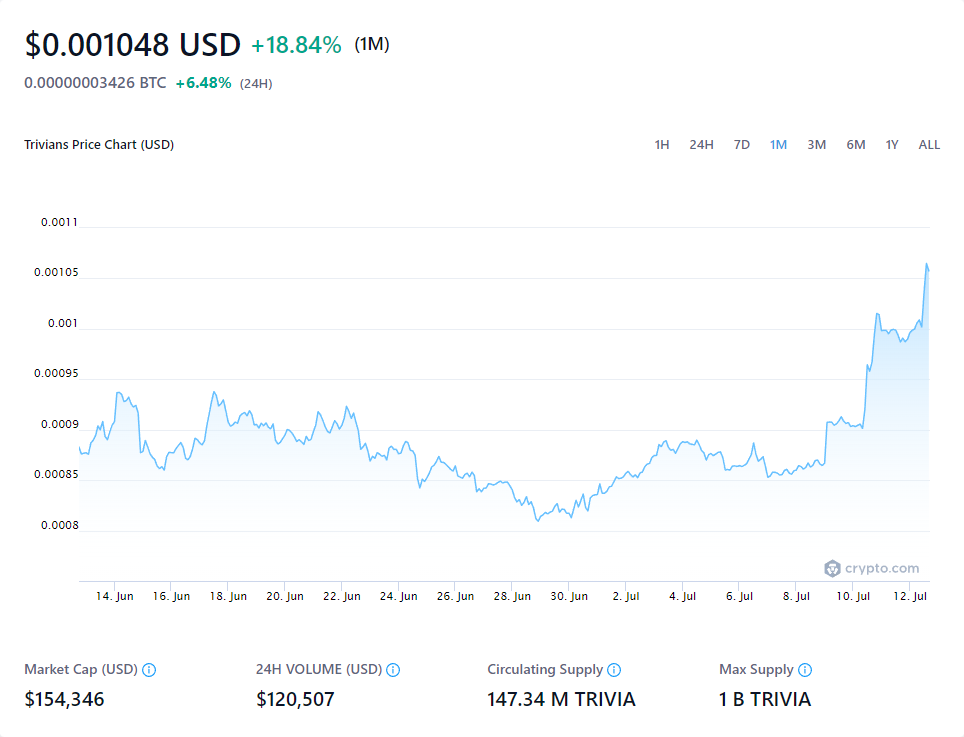 $0.001048 USD +18.84% (1M)
0.00000003426 BTC +6.48% (24H)
Trivians Price Chart (USD) 1H 24H 7D 1M 3M 6M 1Y ALL
0.0011
0.00105
0.001
0.00095
0.0009
0.00085
0.0008
crypto.com
14. Jun 16. Jun 18. Jun 20. Jun 22. Jun 24. Jun 26. Jun 28. Jun 30. Jun 2. Jul 4. Jul 6. Jul 8. Jul 10. Jul 12. Jul
Market Cap (USD) 24H VOLUME (USD) Circulating Supply Max Supply
$154,346 $120,507 147.34 M TRIVIA 1 B TRIVIA